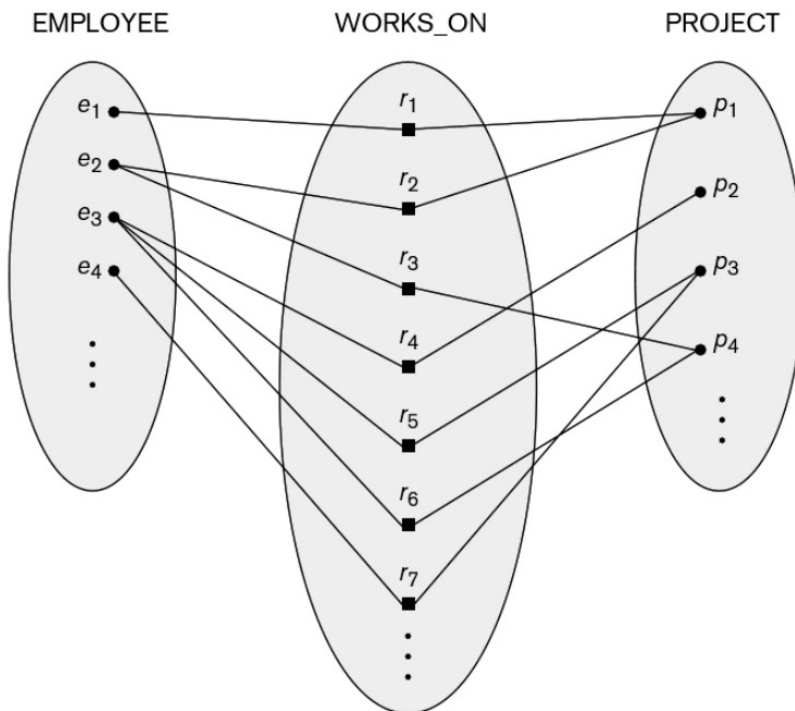 EMPLOYEE
WORKS_ON
PROJECT
e1
e2
e3
e4
r1
r2
r3
r4
r5
r6
r7
p1
p2
p3
p4